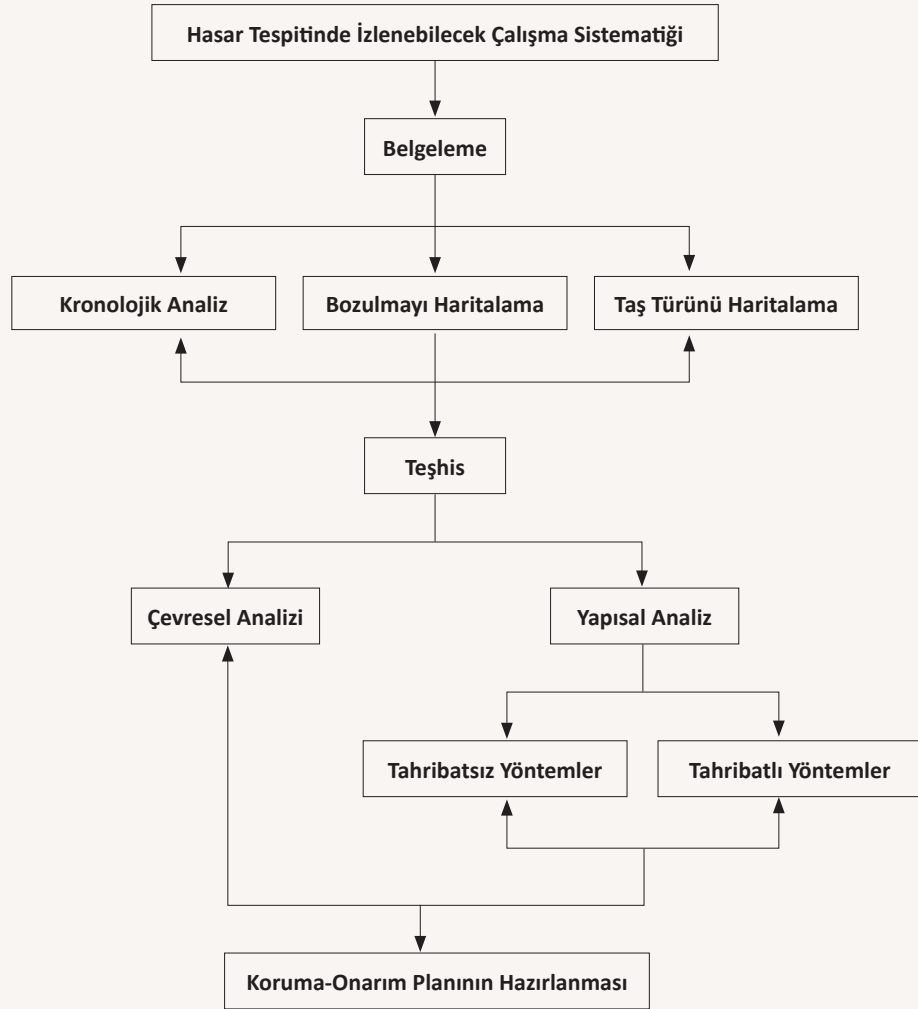 Hasar Tespitinde İzlenebilecek Çalışma Sistematiği
Belgeleme
Kronolojik Analiz
Bozulmayı Haritalama
Taş Türünü Haritalama
Teşhis
Çevresel Analizi
Yapısal Analiz
Tahribatsız Yöntemler
Tahribatlı Yöntemler
Koruma-Onarım Planının Hazırlanması